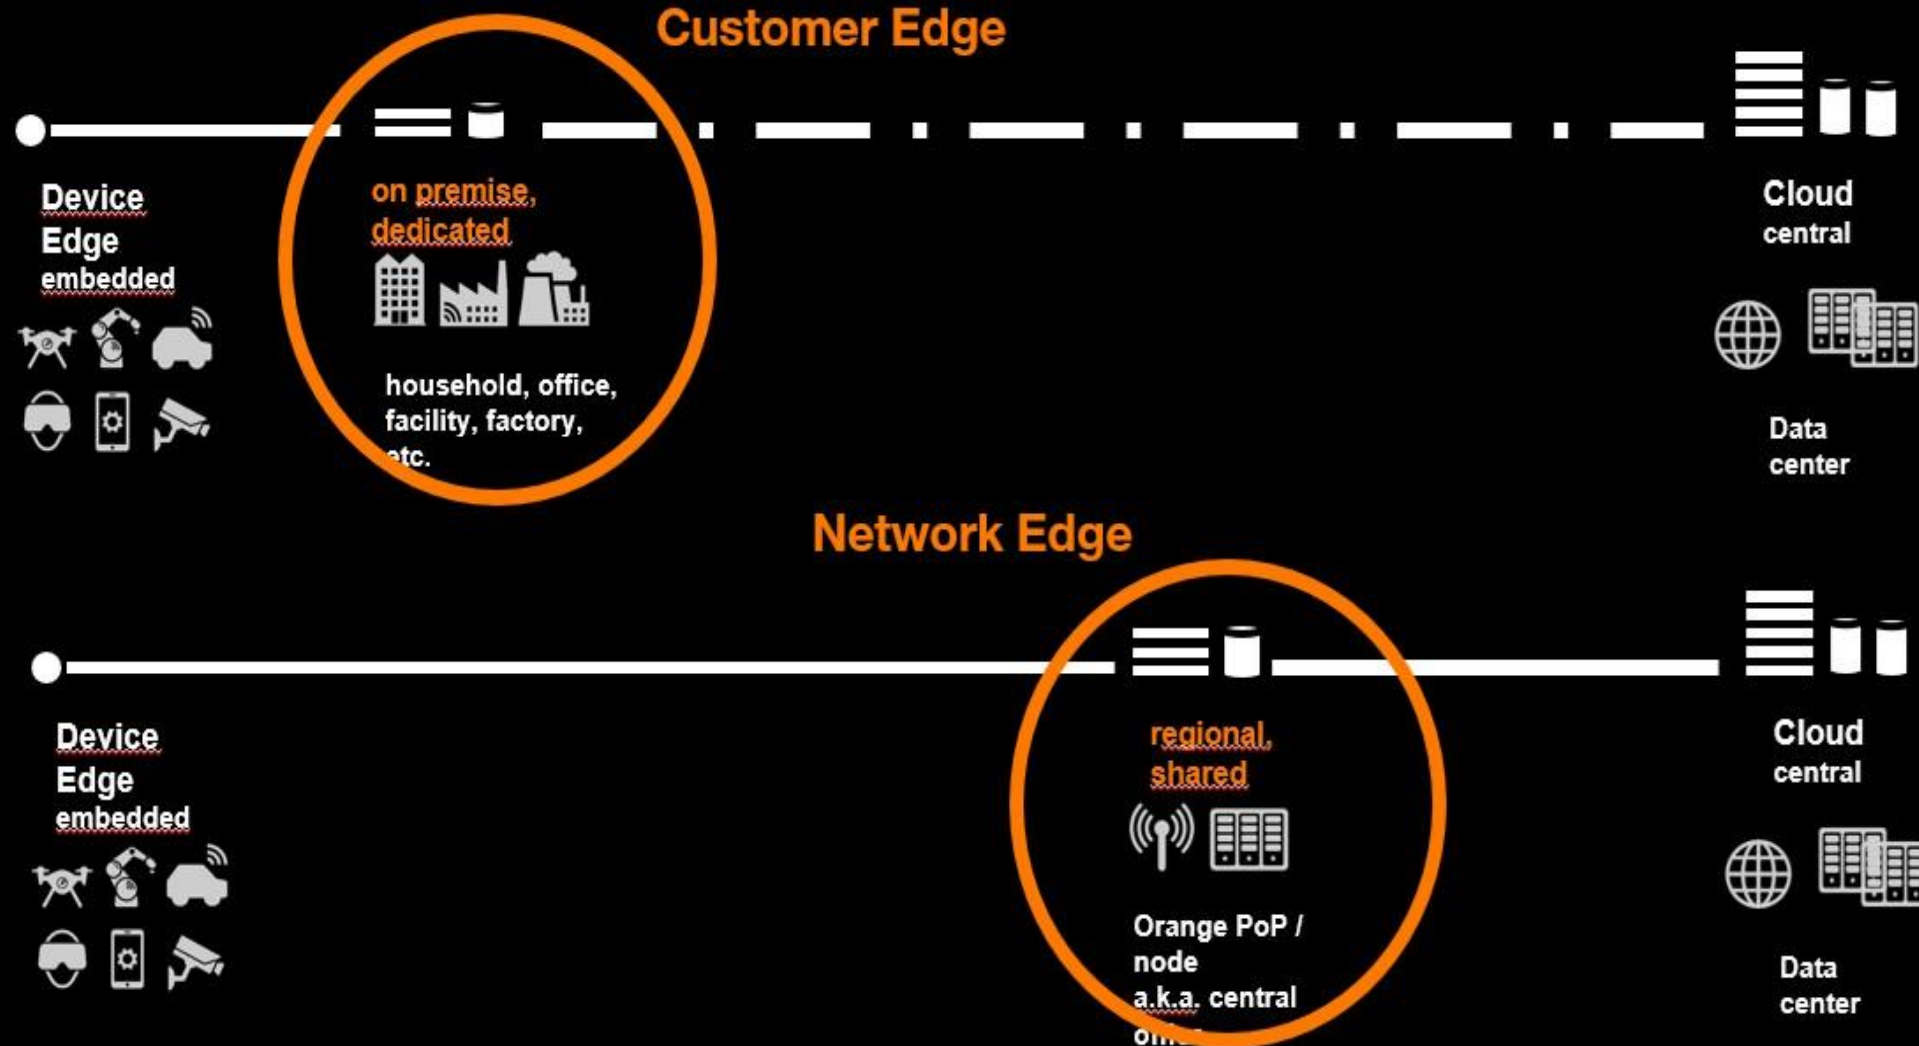 Customer Edge
Device
Edge
embedded
on premise,
dedicated
household, office,
facility, factory,
etc.
Cloud
central
Data
center
Network Edge
Device
Edge
embedded
regional,
shared
Orange PoP /
node
a.k.a. central
Cloud
central
Data
center